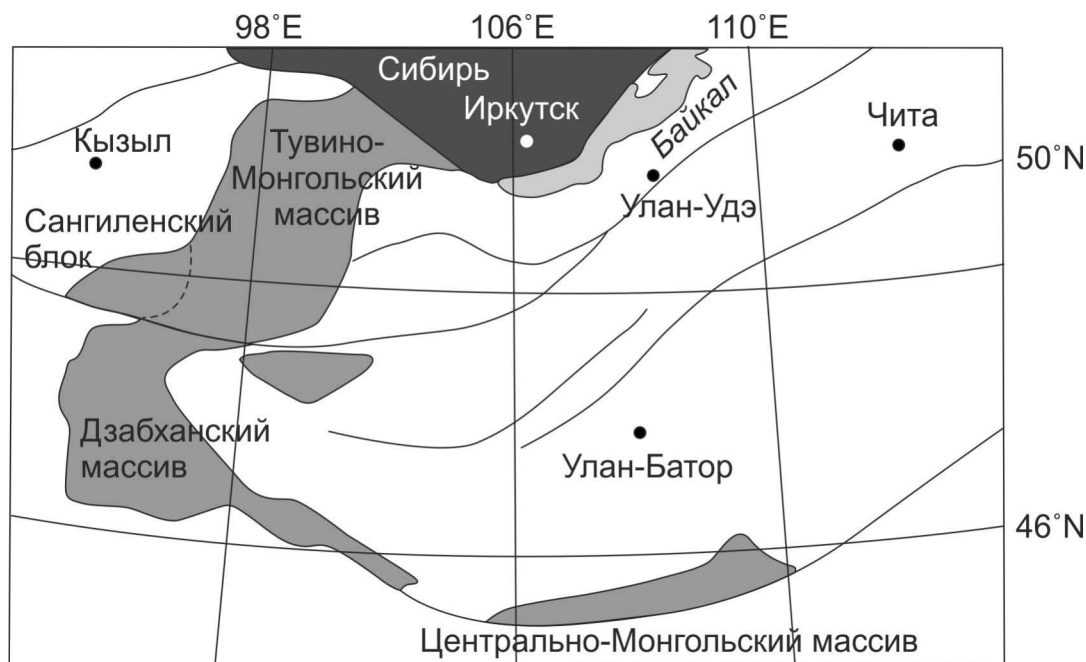 98°E
106°E
110°E
Сибирь
Иркутск
Байкал
Чита
Кызыл
Тувино-
Монгольский
массив
50°N
Улан-Удэ
Сангиленский
блок
Дзабханский
массив
Улан-Батор
46°N
Центрально-Монгольский массив